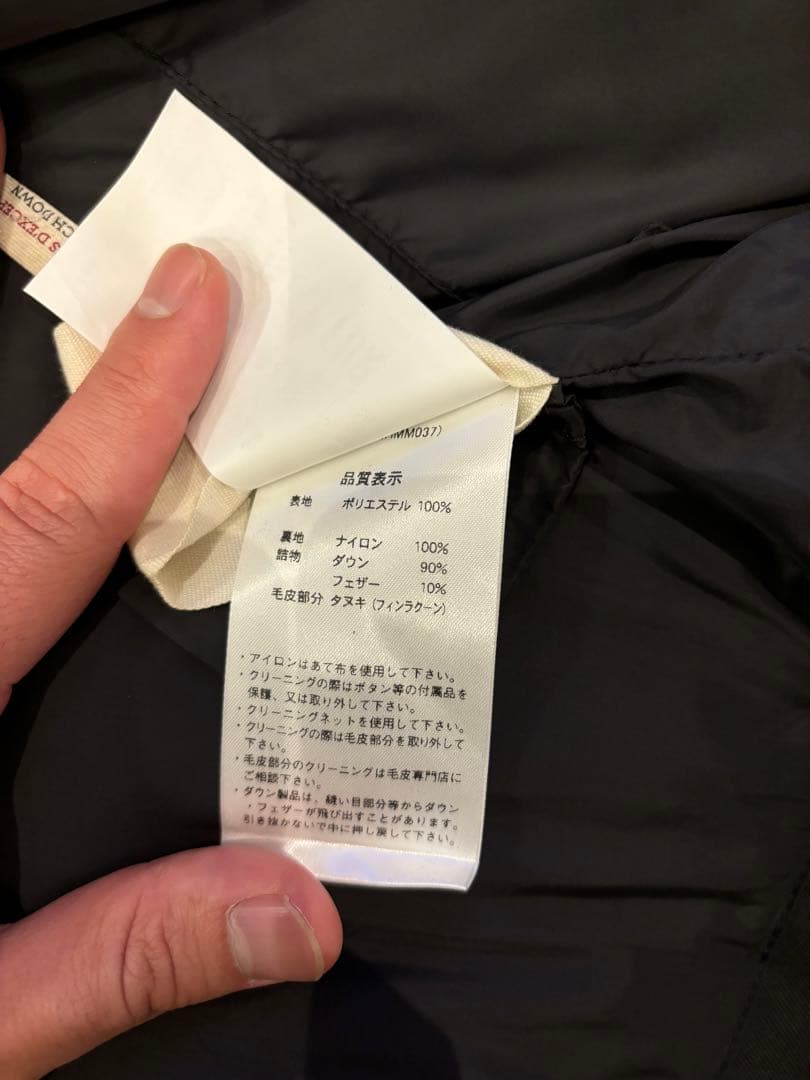 S D'EXCEP
CH DOWN
MM037)
品質表示
表地 ポリエステル 100%
裏地 ナイロン 100%
詰物 ダウン 90%
フェザー 10%
毛皮部分 タヌキ (フィンラクーン)
・アイロンはあて布を使用して下さい。
・クリーニングの際はボタン等の付属品を
保護、又は取り外して下さい。
・クリーニングネットを使用して下さい。
・クリーニングの際は毛皮部分を取り外して
下さい。
・毛皮部分のクリーニングは毛皮専門店に
ご相談下さい。
・ダウン製品は、縫い目部分等からダウン
・フェザーが飛び出すことがあります。
引き抜かないで中に押し戻して下さい。